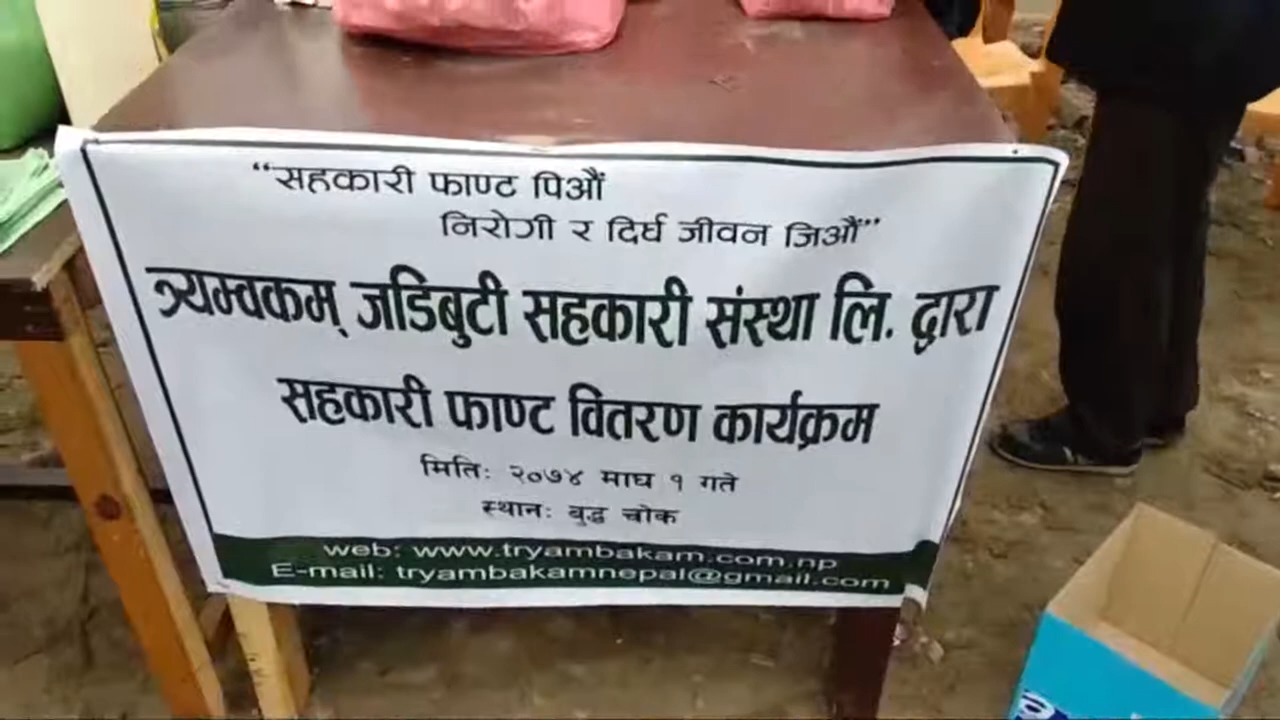 “सहकारी फाण्ट पिऔं
निरोगी र दिर्घ जीवन जिऔं”
त्र्यम्वकम् जडिबुटी सहकारी संस्था लि. द्वारा
सहकारी फाण्ट वितरण कार्यक्रम
मितिः २०७४ माघ १ गते
स्थानः बुद्ध चोक
web: www.tryambakam.com.np
E-mail: tryambakamnepal@gmail.com